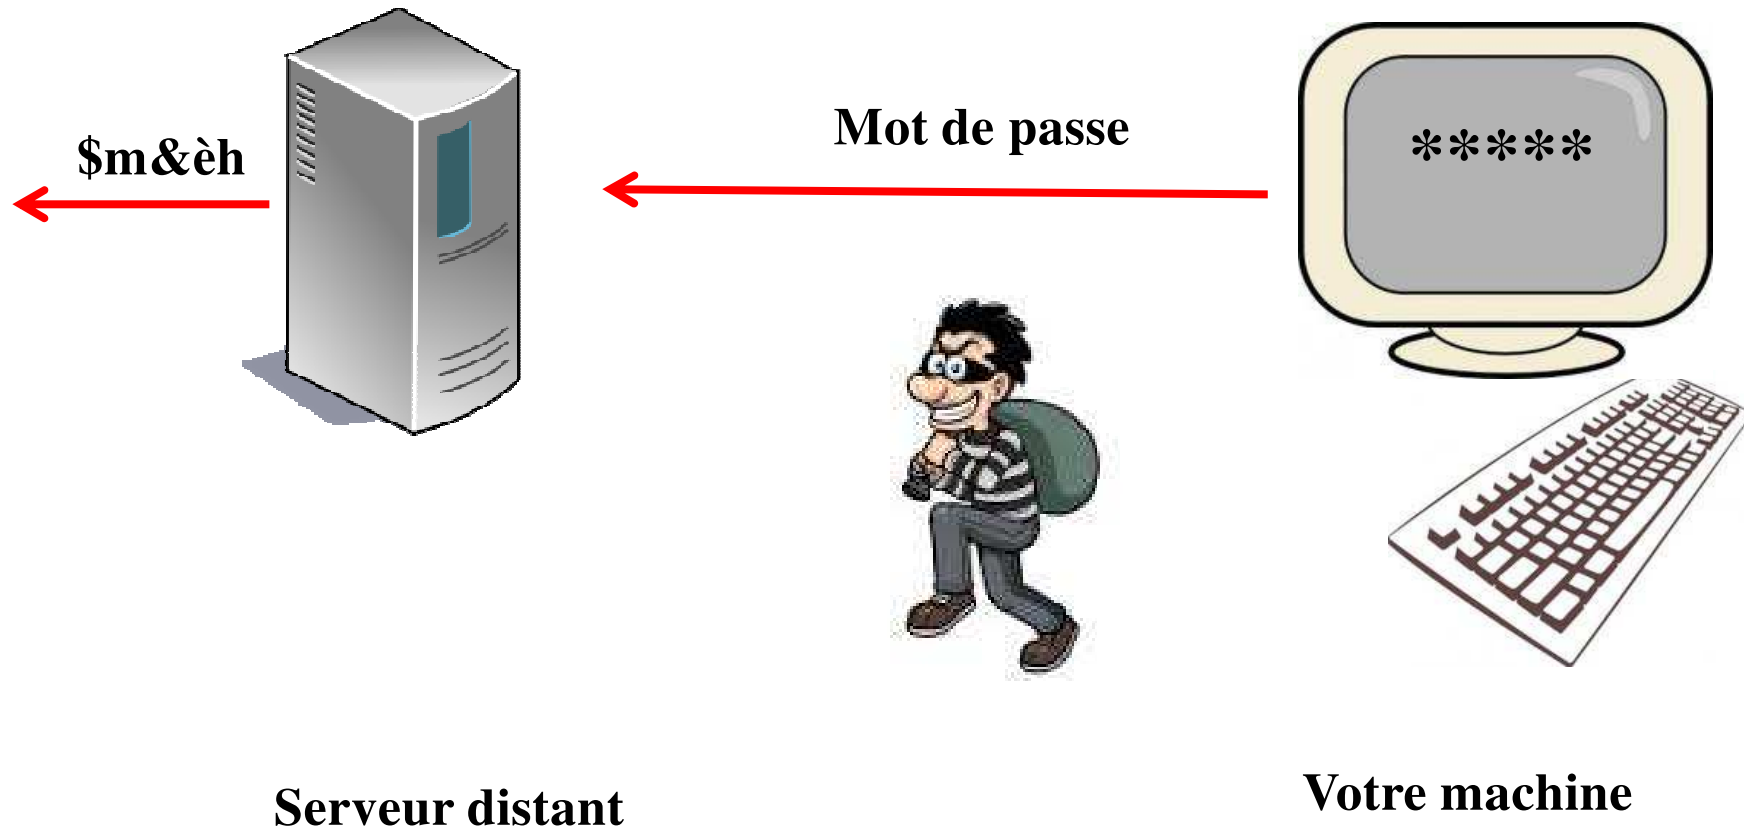 $m&èh
Mot de passe
*****
Serveur distant
Votre machine